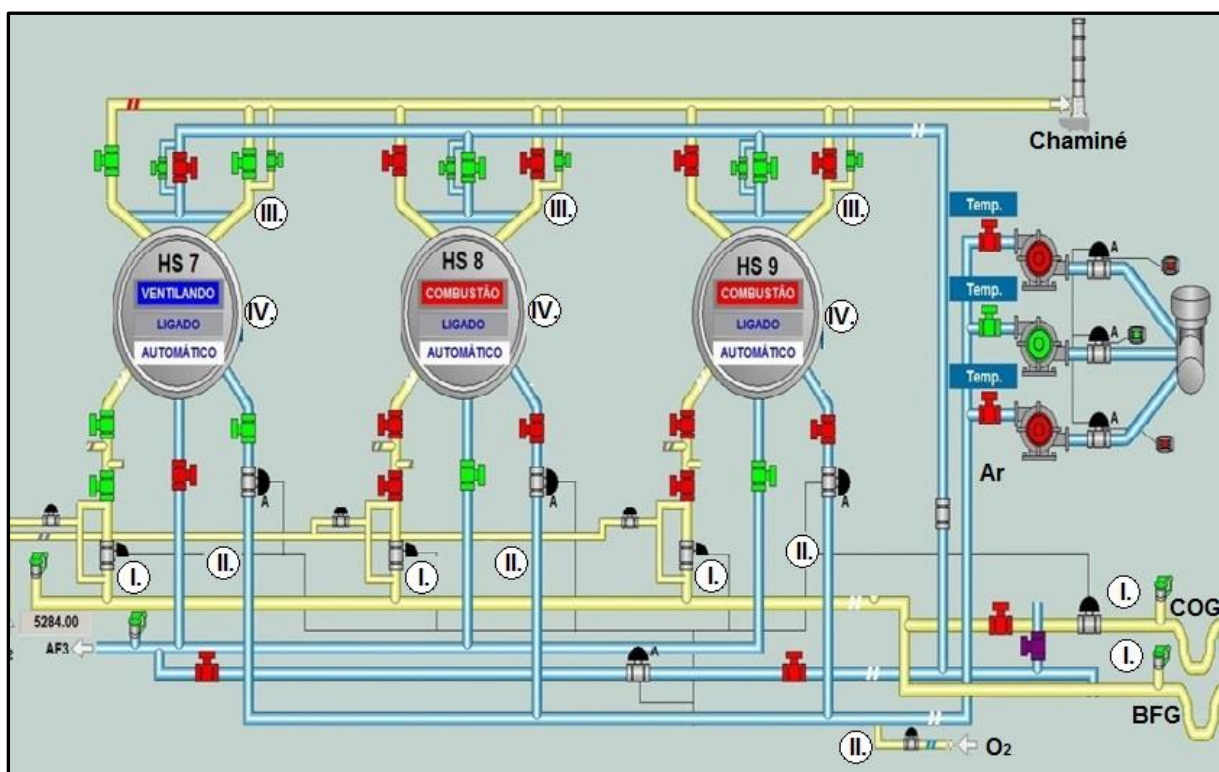 Chaminé
III.
III.
III.
Temp.
HS 7
VENTILANDO
LIGADO
AUTOMÁTICO
IV.
HS 8
COMBUSTÃO
LIGADO
AUTOMÁTICO
IV.
HS 9
COMBUSTÃO
LIGADO
AUTOMÁTICO
IV.
A
Temp.
A
Temp.
A
Ar
A
A
A
I.
II.
I.
II.
I.
II.
I.
COG
5284.00
AF3
A
I.
BFG
II.
O2